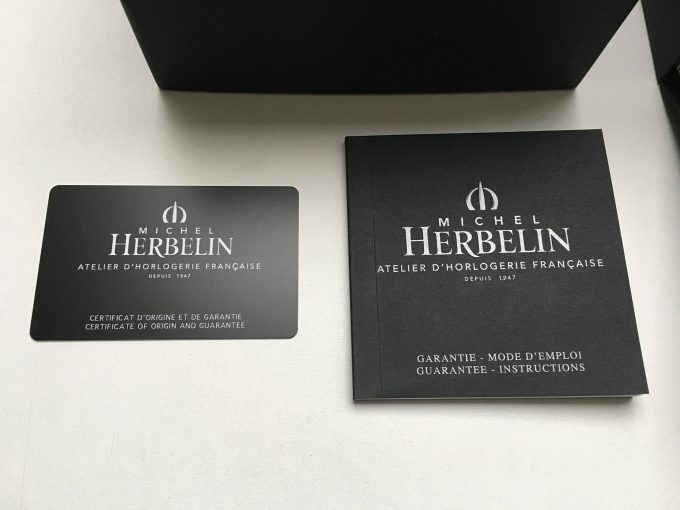 MICHEL
HERBELIN
ATELIER D'HORLOGERIE FRANÇAISE
DEPUIS 1947
CERTIFICAT D'ORIGINE ET DE GARANTIE
CERTIFICATE OF ORIGIN AND GUARANTEE
MICHEL
HERBELIN
ATELIER D'HORLOGERIE FRANÇAISE
DEPUIS 1947
GARANTIE - MODE D'EMPLOI
GUARANTEE - INSTRUCTIONS